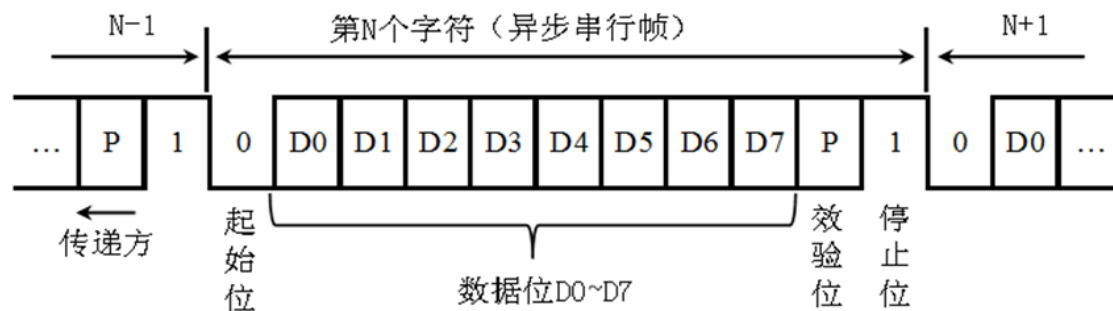 N-1 第N个字符（异步串行帧） N+1
… P 1 0 D0 D1 D2 D3 D4 D5 D6 D7 P 1 0 D0 …
传递方
起始位
数据位D0~D7
效验位
停止位